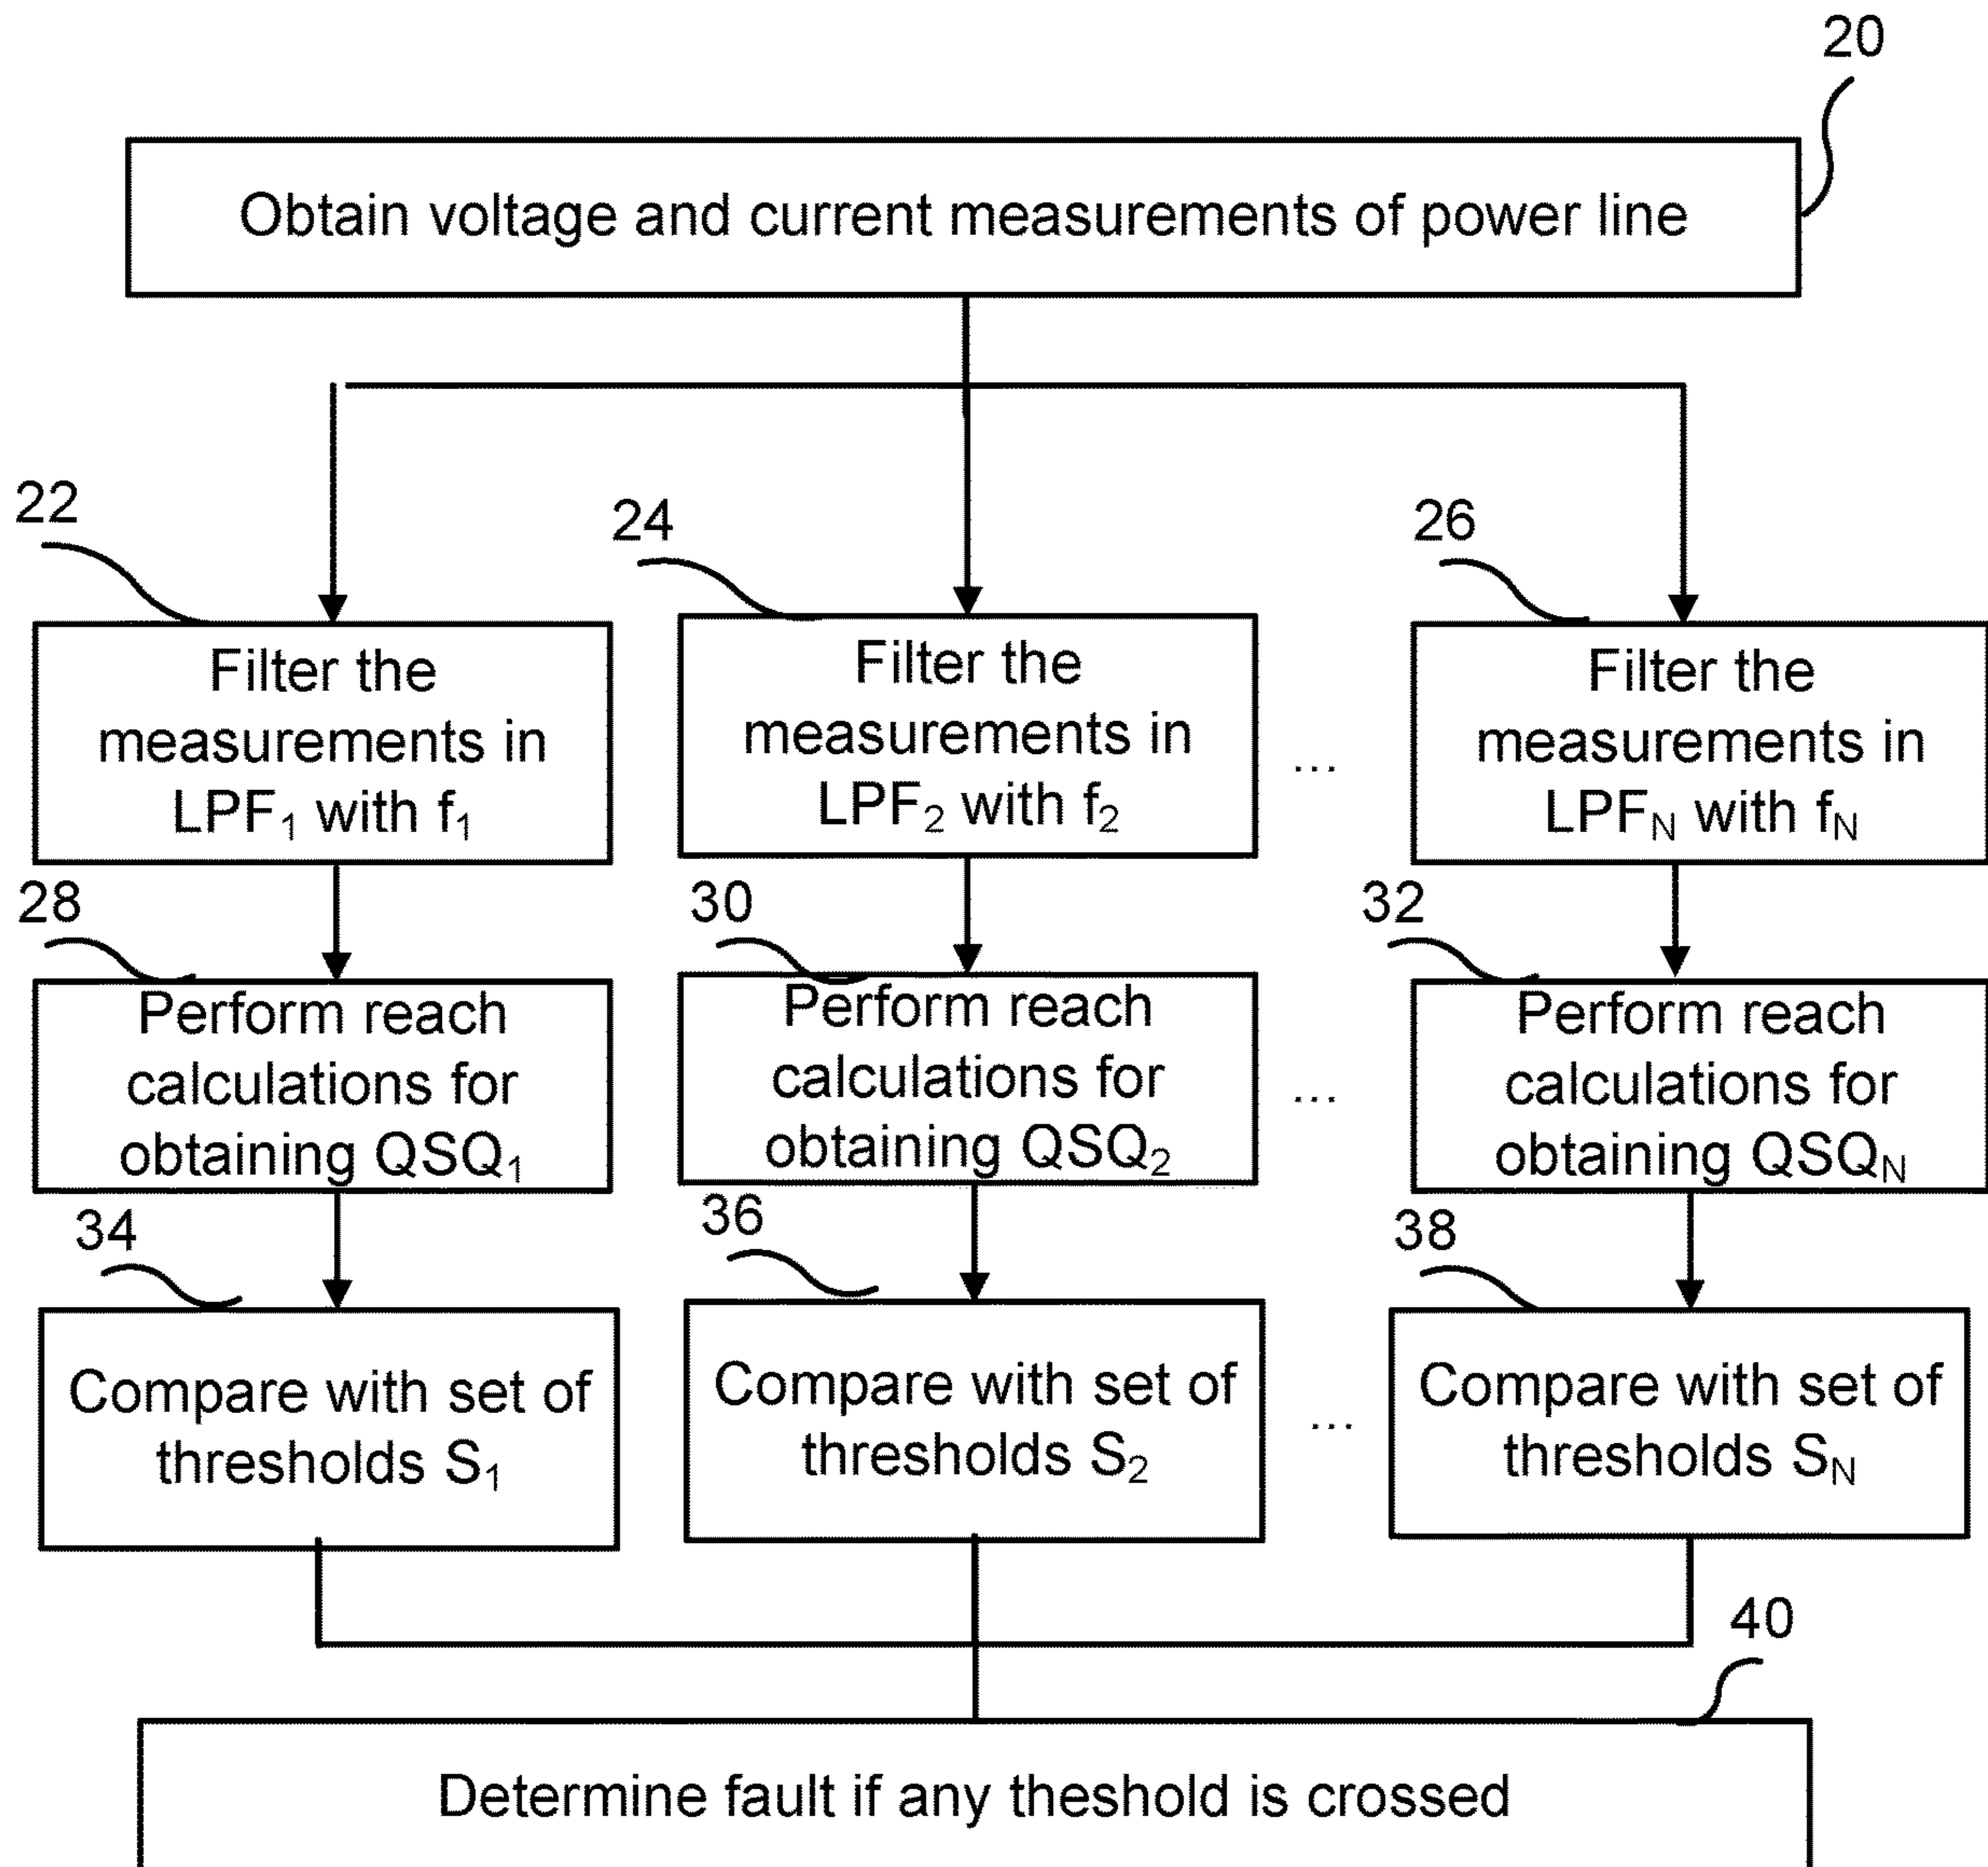 20
Obtain voltage and current measurements of power line
22
24
26
Filter the
measurements in
LPF₁ with f₁
Filter the
measurements in
LPF₂ with f₂
...
Filter the
measurements in
LPF_N with f_N
28
30
32
Perform reach
calculations for
obtaining QSQ₁
Perform reach
calculations for
obtaining QSQ₂
...
Perform reach
calculations for
obtaining QSQ_N
34
36
38
Compare with set of
thresholds S₁
Compare with set of
thresholds S₂
...
Compare with set of
thresholds S_N
40
Determine fault if any theshold is crossed